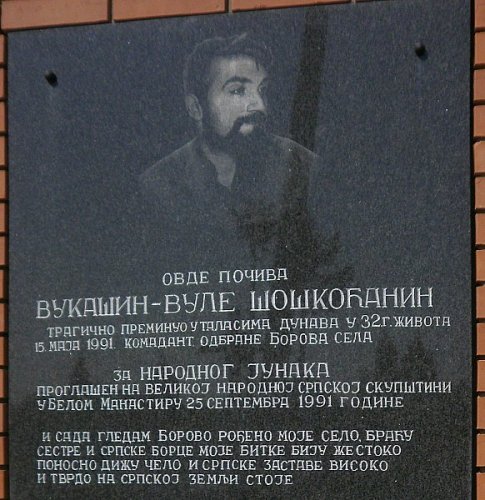 ОВДЕ ПОЧИВА
ВУКАШИН-ВУЛЕ ШОШКОЋАНИН
ТРАГИЧНО ПРЕМИНУО У ТАЛАСИМА ДУНАВА У 32 Г. ЖИВОТА
15. МАЈА 1991. КОМАДАНТ ОДБРАНЕ БОРОВА СЕЛА
ЗА НАРОДНОГ ЈУНАКА
ПРОГЛАШЕН НА ВЕЛИКОЈ НАРОДНОЈ СРПСКОЈ СКУПШТИНИ
У БЕЛОМ МАНАСТИРУ 25 СЕПТЕМБРА 1991 ГОДИНЕ
И САДА ГЛЕДАМ БОРОВО РОЂЕНО МОЈЕ СЕЛО, БРАЋУ
СЕСТРЕ И СРПСКЕ БОРЦЕ МОЈЕ БИТКЕ БИЈУ ЖЕСТОКО
ПОНОСНО ДИЖУ ЧЕЛО И СРПСКЕ ЗАСТАВЕ ВИСОКО
И ТВРДО НА СРПСКОЈ ЗЕМЉИ СТОЈЕ